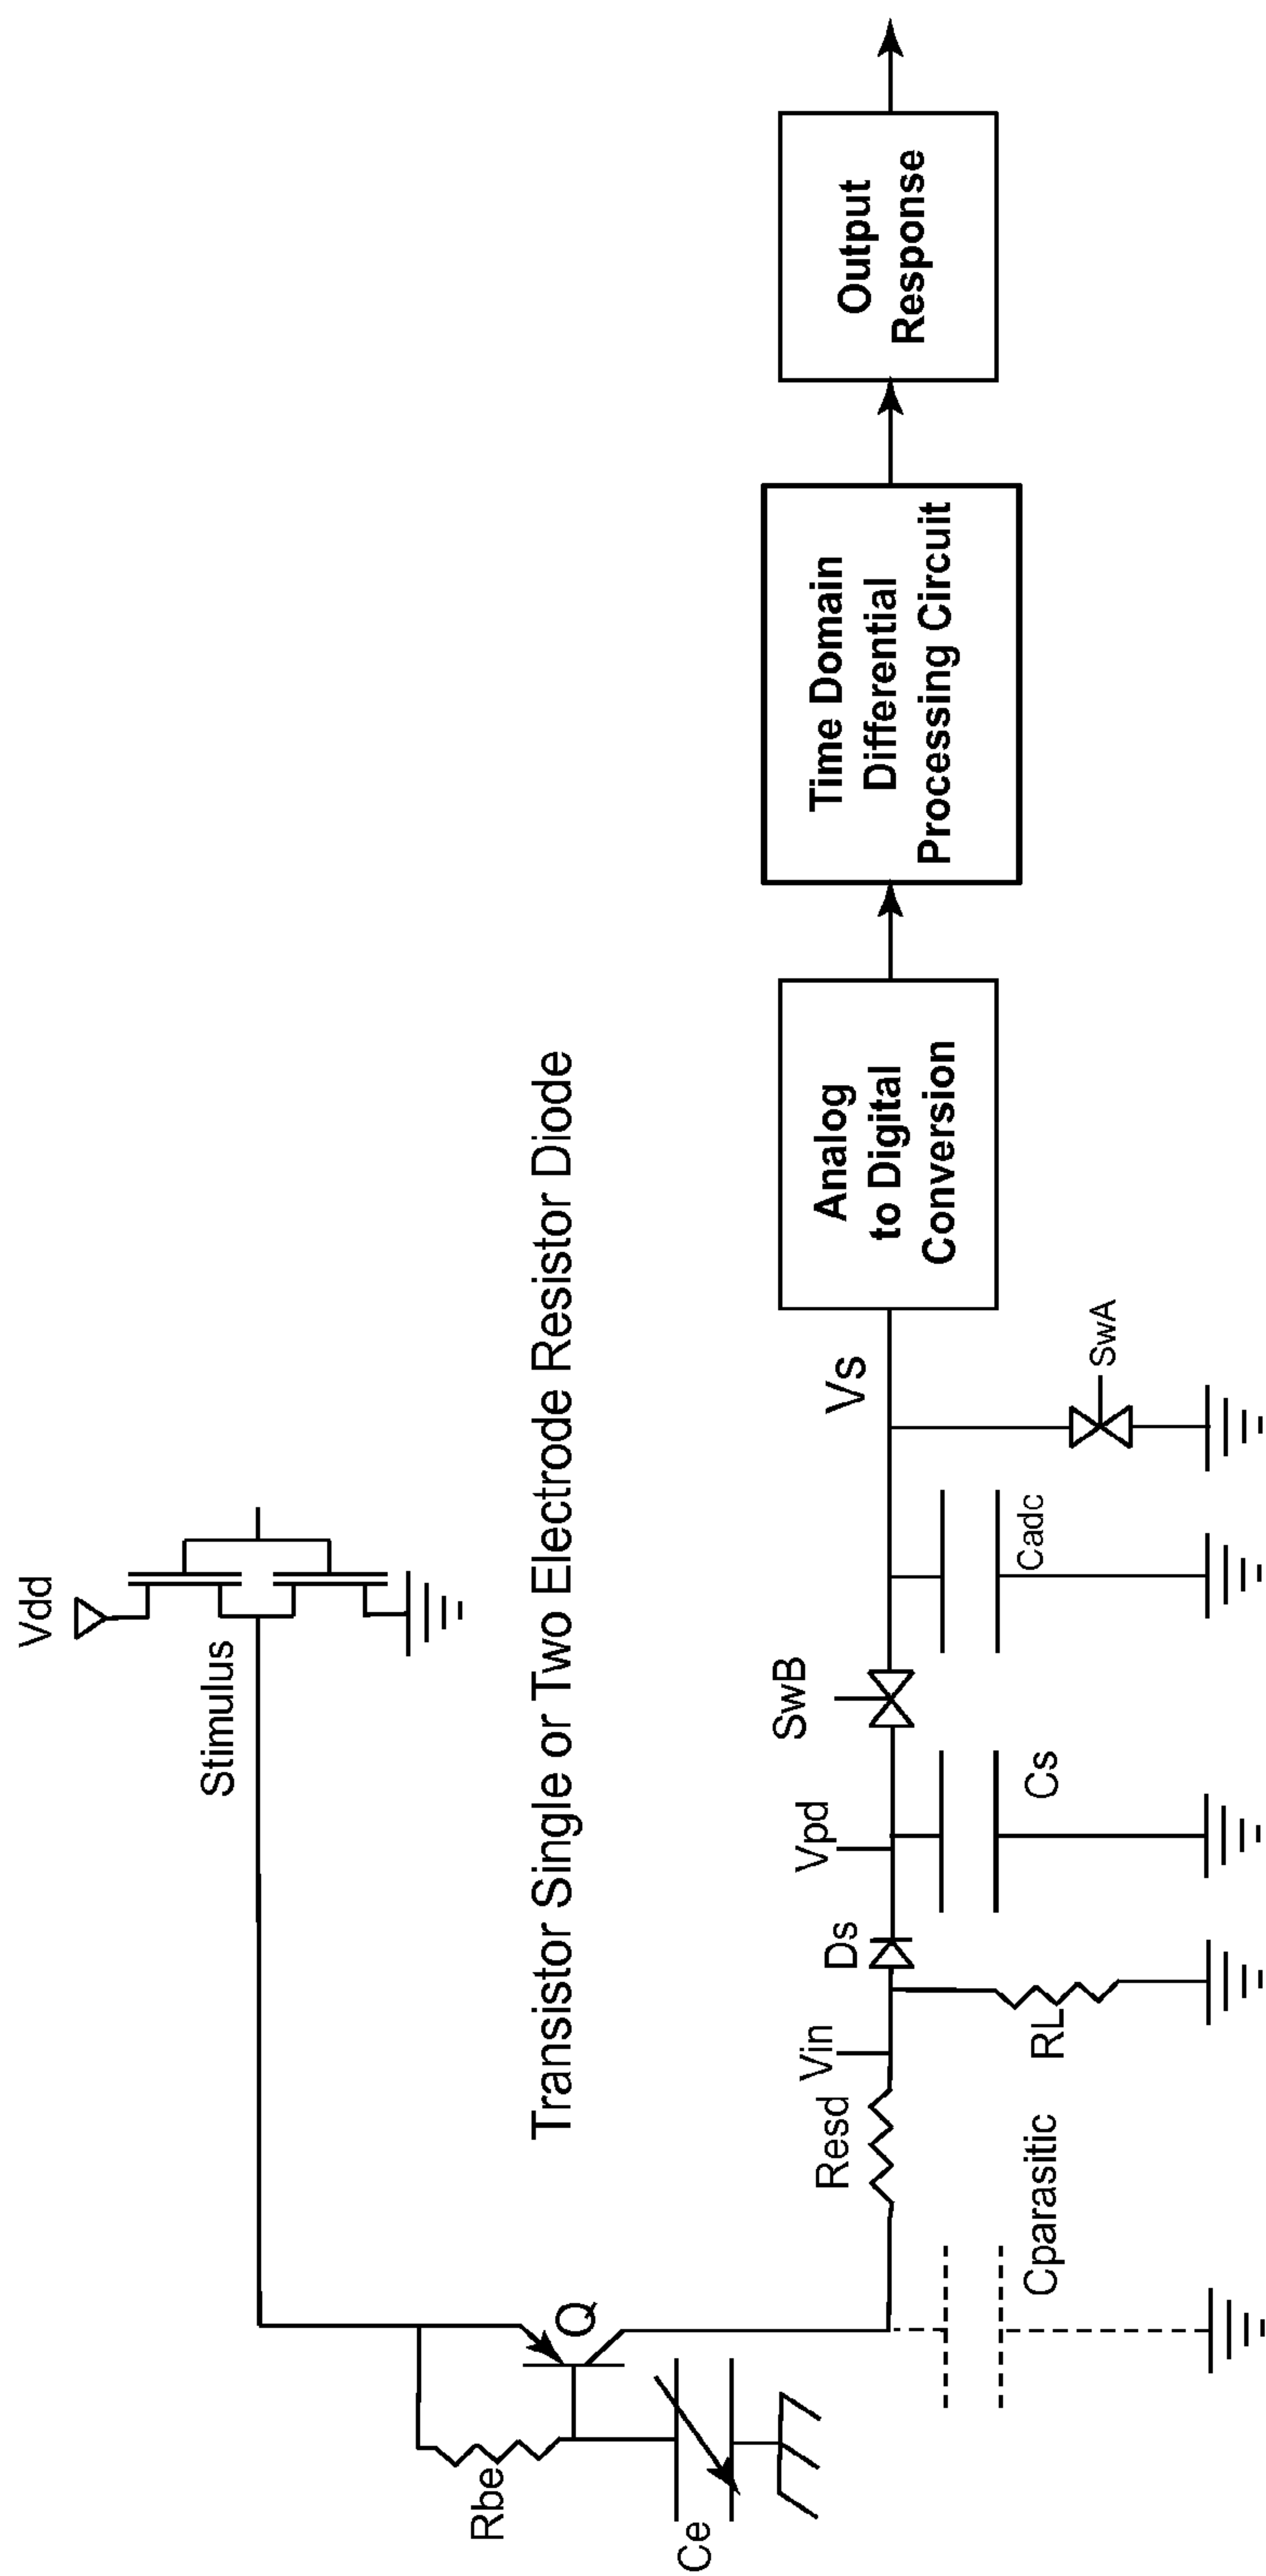 Vdd
Stimulus
Transistor Single or Two Electrode Resistor Diode
Rbe
Q
Ce
Resd
Vin
Ds
Vpd
SwB
Vs
Cparasitic
RL
Cs
Cadc
SwA
Analog
to Digital
Conversion
Time Domain
Differential
Processing Circuit
Output
Response